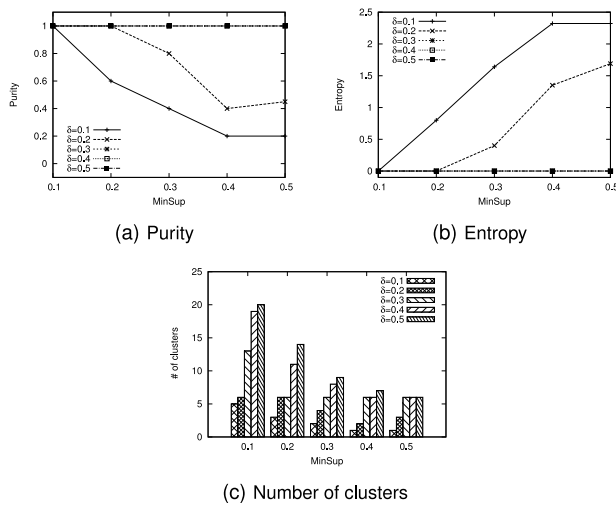 1
0.8
0.6
0.4
0.2
0
Purity
δ=0.1
δ=0.2
δ=0.3
δ=0.4
δ=0.5
0.1 0.2 0.3 0.4 0.5
MinSup
(a) Purity
2.5
2
1.5
1
0.5
0
Entropy
δ=0.1
δ=0.2
δ=0.3
δ=0.4
δ=0.5
0.1 0.2 0.3 0.4 0.5
MinSup
(b) Entropy
25
20
15
10
5
0
# of clusters
δ=0.1
δ=0.2
δ=0.3
δ=0.4
δ=0.5
0.1 0.2 0.3 0.4 0.5
MinSup
(c) Number of clusters